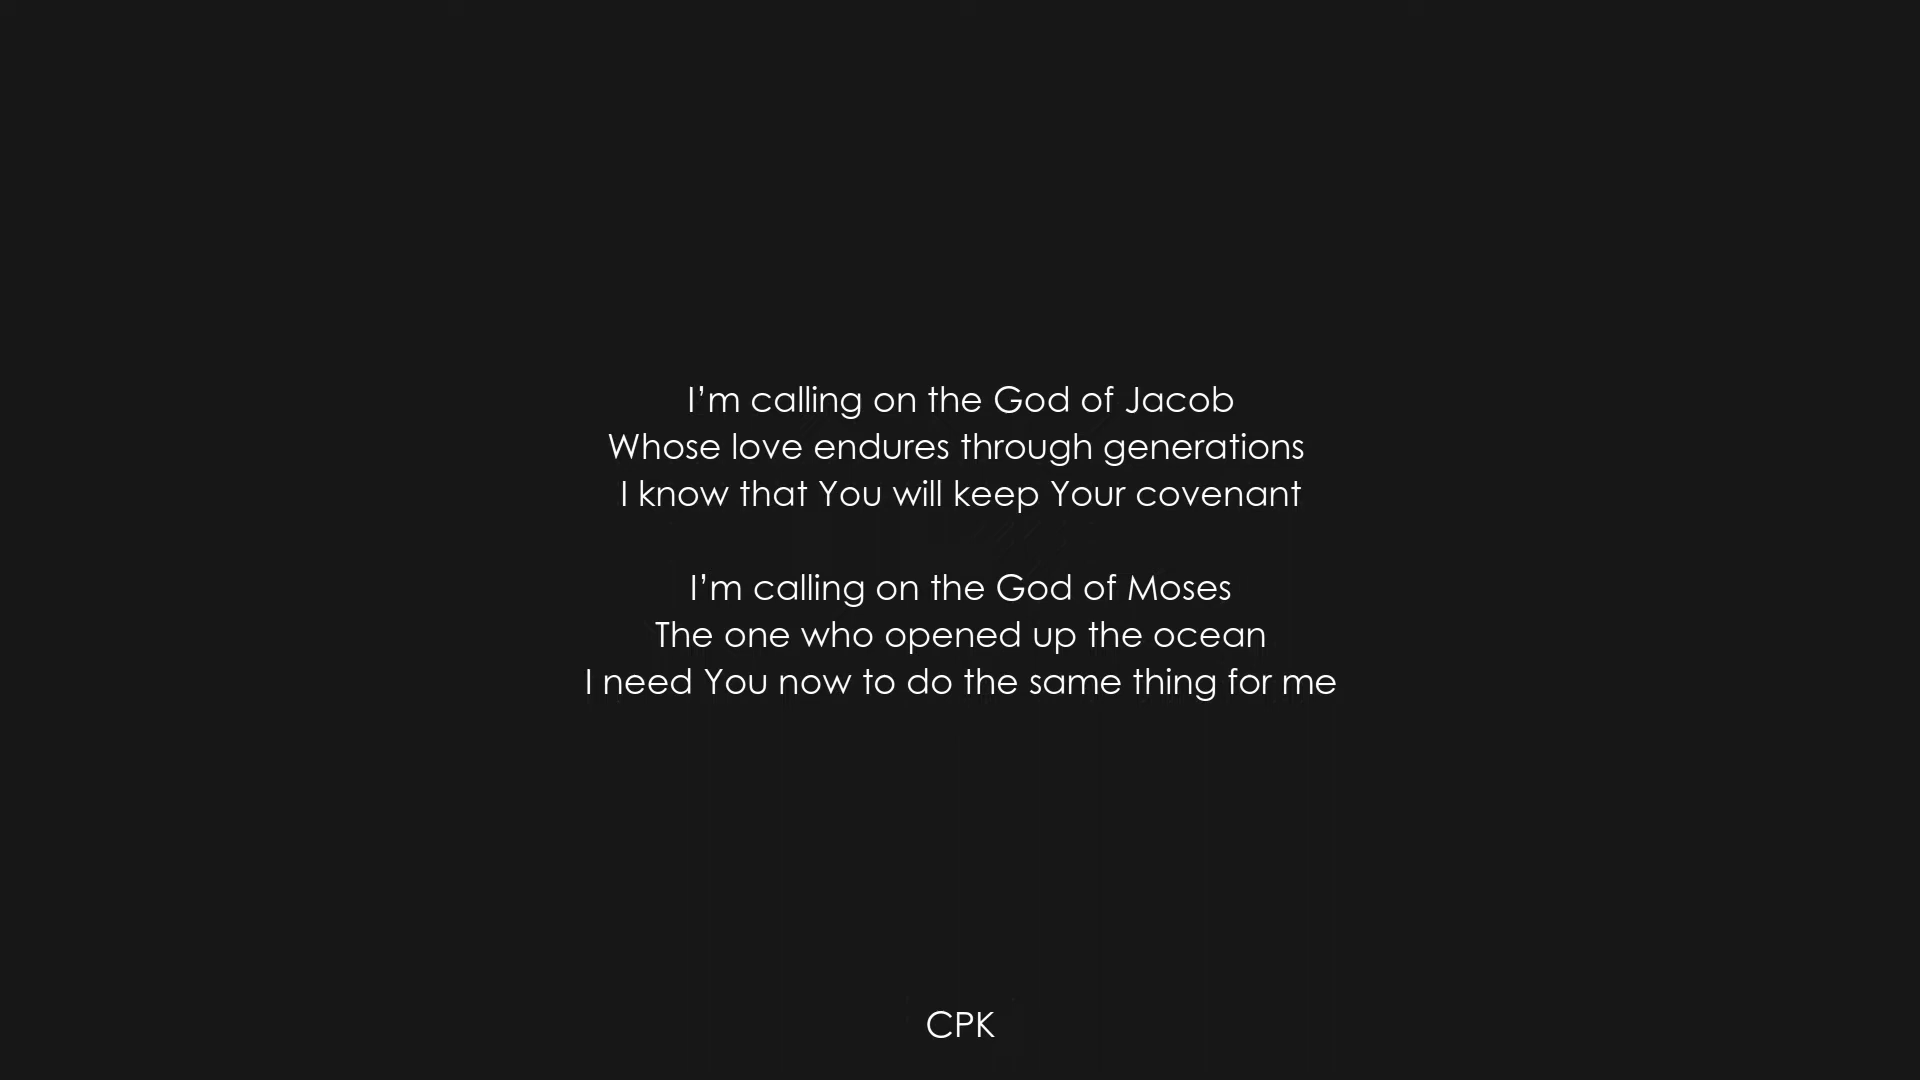 I’m calling on the God of Jacob
Whose love endures through generations
I know that You will keep Your covenant
I’m calling on the God of Moses
The one who opened up the ocean
I need You now to do the same thing for me
CPK